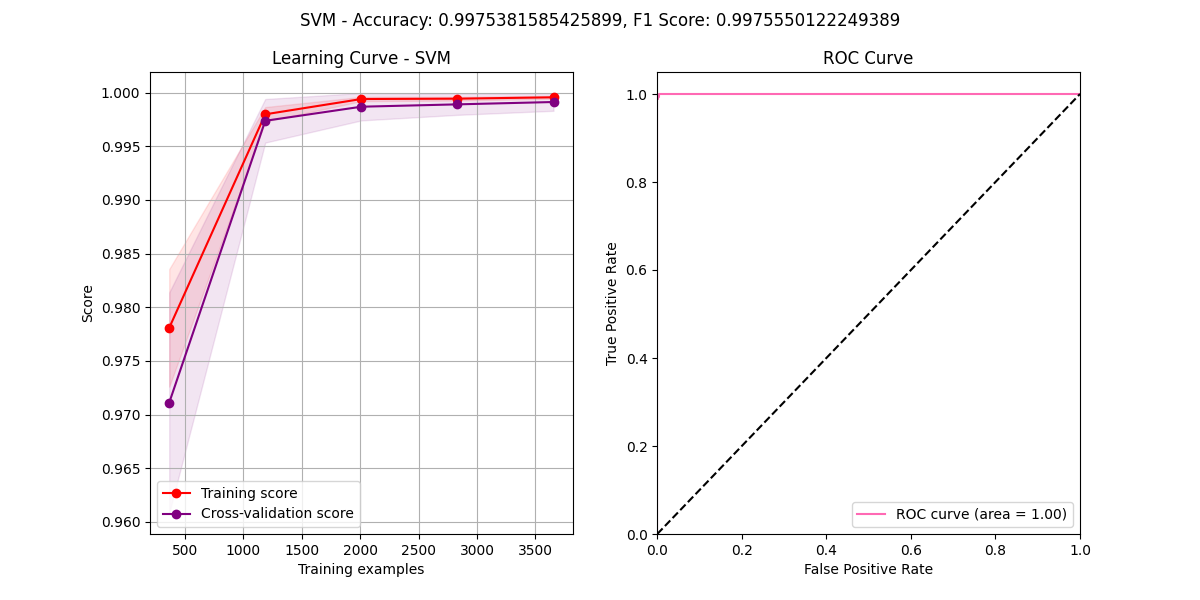 SVM - Accuracy: 0.9975381585425899, F1 Score: 0.9975550122249389
Learning Curve - SVM
1.000
0.995
0.990
0.985
0.980
0.975
0.970
0.965
0.960
Score
Training score
Cross-validation score
500 1000 1500 2000 2500 3000 3500
Training examples
ROC Curve
1.0
0.8
0.6
0.4
0.2
0.0
True Positive Rate
ROC curve (area = 1.00)
0.0 0.2 0.4 0.6 0.8 1.0
False Positive Rate